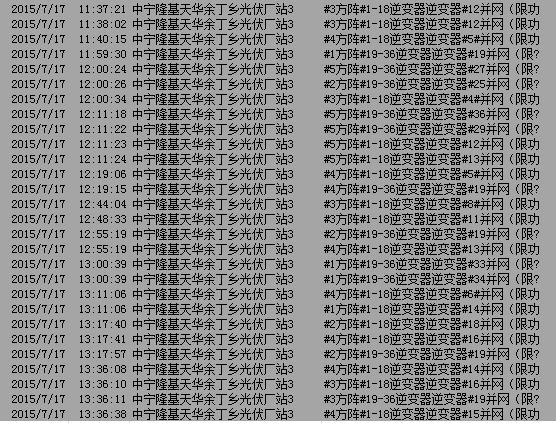 2015/7/17 11:37:21 中宁隆基天华余丁乡光伏厂站3 #3方阵#1-18逆变器逆变器#12并网（限功
2015/7/17 11:38:02 中宁隆基天华余丁乡光伏厂站3 #3方阵#1-18逆变器逆变器#12并网（限功
2015/7/17 11:40:15 中宁隆基天华余丁乡光伏厂站3 #4方阵#1-18逆变器逆变器#5#并网（限功
2015/7/17 11:59:30 中宁隆基天华余丁乡光伏厂站3 #1方阵#19-36逆变器逆变器#19并网（限?
2015/7/17 12:00:24 中宁隆基天华余丁乡光伏厂站3 #5方阵#19-36逆变器逆变器#27并网（限?
2015/7/17 12:00:26 中宁隆基天华余丁乡光伏厂站3 #2方阵#19-36逆变器逆变器#25并网（限?
2015/7/17 12:00:34 中宁隆基天华余丁乡光伏厂站3 #3方阵#1-18逆变器逆变器#4#并网（限功
2015/7/17 12:11:18 中宁隆基天华余丁乡光伏厂站3 #5方阵#19-36逆变器逆变器#36并网（限?
2015/7/17 12:11:22 中宁隆基天华余丁乡光伏厂站3 #5方阵#19-36逆变器逆变器#29并网（限?
2015/7/17 12:11:23 中宁隆基天华余丁乡光伏厂站3 #5方阵#1-18逆变器逆变器#12并网（限功
2015/7/17 12:11:24 中宁隆基天华余丁乡光伏厂站3 #5方阵#1-18逆变器逆变器#13并网（限功
2015/7/17 12:19:06 中宁隆基天华余丁乡光伏厂站3 #4方阵#1-18逆变器逆变器#5#并网（限功
2015/7/17 12:19:15 中宁隆基天华余丁乡光伏厂站3 #4方阵#19-36逆变器逆变器#19并网（限?
2015/7/17 12:44:04 中宁隆基天华余丁乡光伏厂站3 #3方阵#1-18逆变器逆变器#8#并网（限功
2015/7/17 12:48:33 中宁隆基天华余丁乡光伏厂站3 #3方阵#1-18逆变器逆变器#11并网（限功
2015/7/17 12:55:19 中宁隆基天华余丁乡光伏厂站3 #2方阵#19-36逆变器逆变器#19并网（限?
2015/7/17 12:55:19 中宁隆基天华余丁乡光伏厂站3 #4方阵#1-18逆变器逆变器#13并网（限功
2015/7/17 13:00:39 中宁隆基天华余丁乡光伏厂站3 #1方阵#19-36逆变器逆变器#33并网（限?
2015/7/17 13:00:39 中宁隆基天华余丁乡光伏厂站3 #1方阵#19-36逆变器逆变器#34并网（限?
2015/7/17 13:11:06 中宁隆基天华余丁乡光伏厂站3 #4方阵#1-18逆变器逆变器#6#并网（限功
2015/7/17 13:11:06 中宁隆基天华余丁乡光伏厂站3 #1方阵#1-18逆变器逆变器#14并网（限功
2015/7/17 13:17:40 中宁隆基天华余丁乡光伏厂站3 #2方阵#1-18逆变器逆变器#18并网（限功
2015/7/17 13:17:41 中宁隆基天华余丁乡光伏厂站3 #4方阵#1-18逆变器逆变器#16并网（限功
2015/7/17 13:17:57 中宁隆基天华余丁乡光伏厂站3 #2方阵#19-36逆变器逆变器#19并网（限?
2015/7/17 13:36:08 中宁隆基天华余丁乡光伏厂站3 #4方阵#1-18逆变器逆变器#14并网（限功
2015/7/17 13:36:10 中宁隆基天华余丁乡光伏厂站3 #3方阵#1-18逆变器逆变器#16并网（限功
2015/7/17 13:36:11 中宁隆基天华余丁乡光伏厂站3 #3方阵#19-36逆变器逆变器#19并网（限?
2015/7/17 13:36:38 中宁隆基天华余丁乡光伏厂站3 #4方阵#1-18逆变器逆变器#15并网（限功